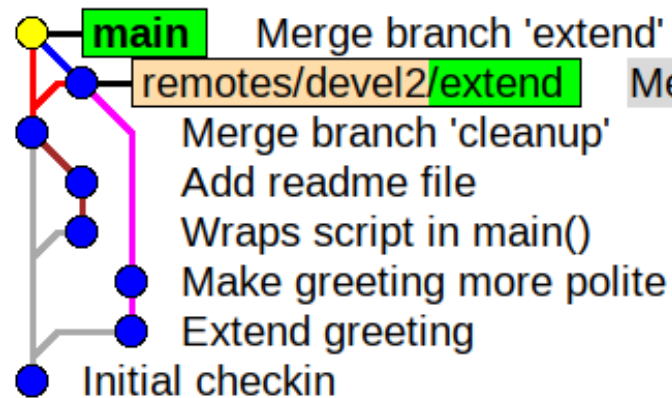 main Merge branch 'extend'
remotes/devel2/extend
Merge branch 'cleanup'
Add readme file
Wraps script in main()
Make greeting more polite
Extend greeting
Initial checkin